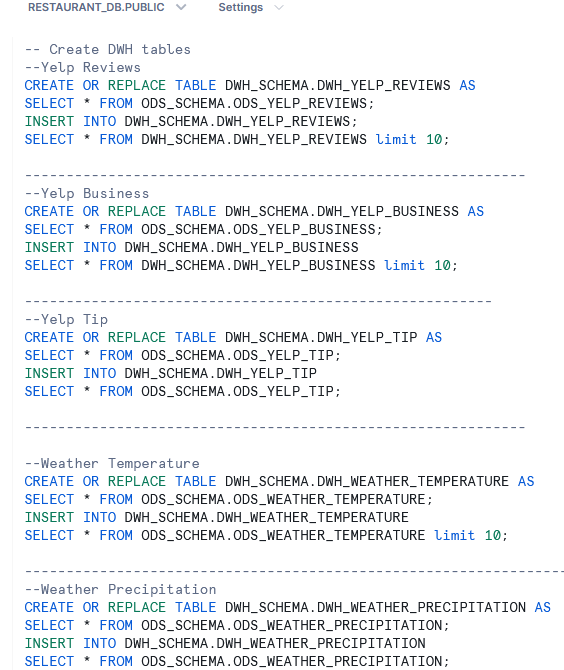 RESTAURANT_DB.PUBLIC Settings
-- Create DWH tables
--Yelp Reviews
CREATE OR REPLACE TABLE DWH_SCHEMA.DWH_YELP_REVIEWS AS
SELECT * FROM ODS_SCHEMA.ODS_YELP_REVIEWS;
INSERT INTO DWH_SCHEMA.DWH_YELP_REVIEWS;
SELECT * FROM DWH_SCHEMA.DWH_YELP_REVIEWS limit 10;
------------------------------------------------------------
--Yelp Business
CREATE OR REPLACE TABLE DWH_SCHEMA.DWH_YELP_BUSINESS AS
SELECT * FROM ODS_SCHEMA.ODS_YELP_BUSINESS;
INSERT INTO DWH_SCHEMA.DWH_YELP_BUSINESS
SELECT * FROM DWH_SCHEMA.DWH_YELP_BUSINESS limit 10;
--------------------------------------------------------
--Yelp Tip
CREATE OR REPLACE TABLE DWH_SCHEMA.DWH_YELP_TIP AS
SELECT * FROM ODS_SCHEMA.ODS_YELP_TIP;
INSERT INTO DWH_SCHEMA.DWH_YELP_TIP
SELECT * FROM ODS_SCHEMA.ODS_YELP_TIP;
------------------------------------------------------------
--Weather Temperature
CREATE OR REPLACE TABLE DWH_SCHEMA.DWH_WEATHER_TEMPERATURE AS
SELECT * FROM ODS_SCHEMA.ODS_WEATHER_TEMPERATURE;
INSERT INTO DWH_SCHEMA.DWH_WEATHER_TEMPERATURE
SELECT * FROM ODS_SCHEMA.ODS_WEATHER_TEMPERATURE limit 10;
-----------------------------------------------------------------
--Weather Precipitation
CREATE OR REPLACE TABLE DWH_SCHEMA.DWH_WEATHER_PRECIPITATION AS
SELECT * FROM ODS_SCHEMA.ODS_WEATHER_PRECIPITATION;
INSERT INTO DWH_SCHEMA.DWH_WEATHER_PRECIPITATION
SELECT * FROM ODS_SCHEMA.ODS_WEATHER_PRECIPITATION;